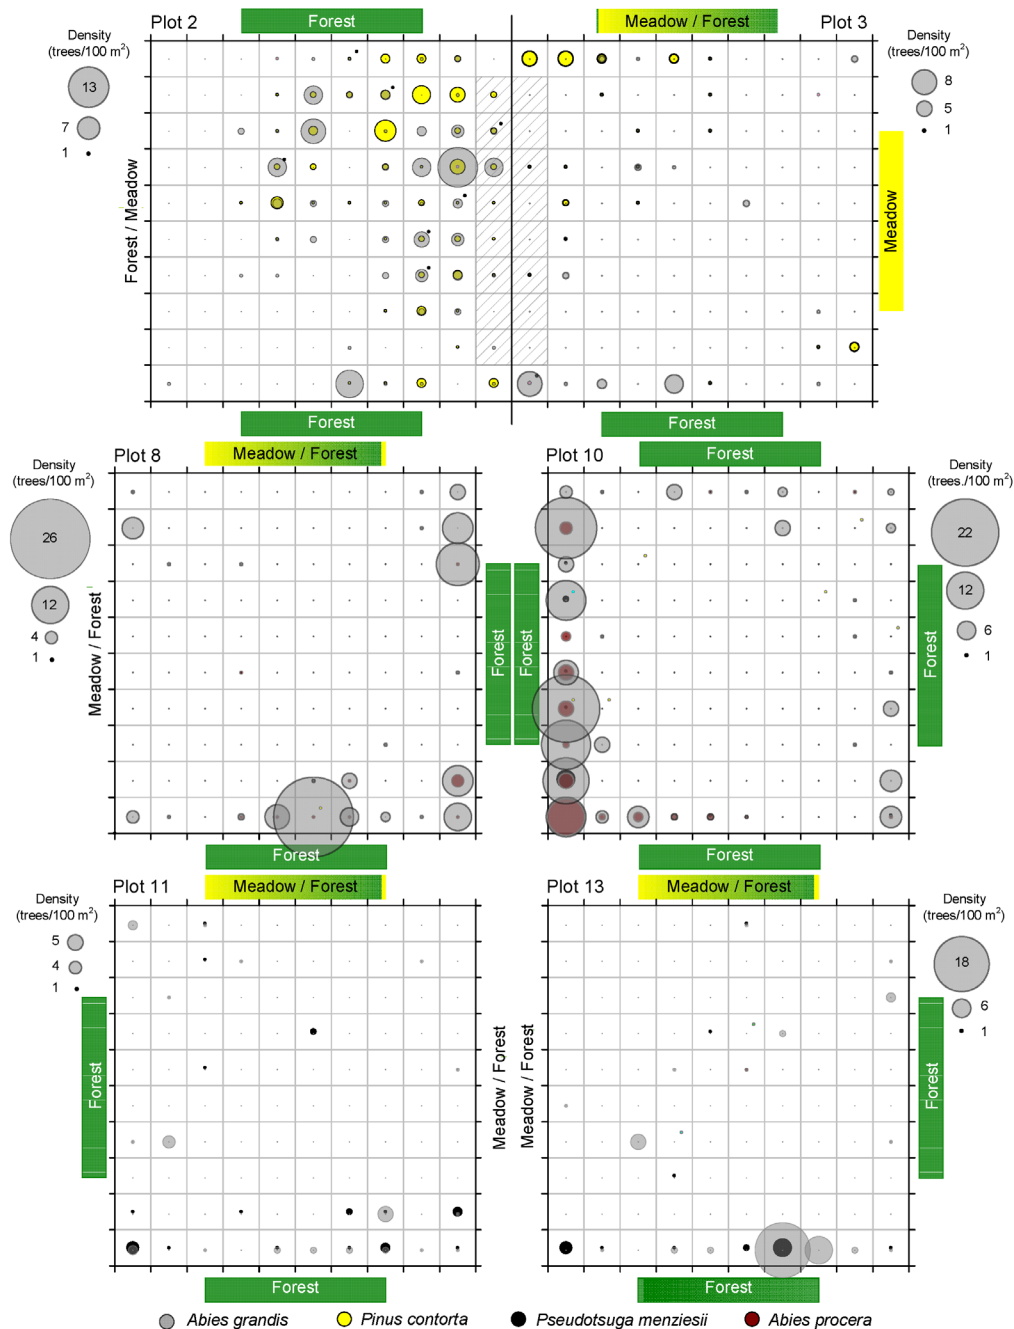 Plot 2
Forest
Meadow / Forest
Plot 3
Density
(trees/100 m²)
13
7
1
Density
(trees/100 m²)
8
5
1
Forest / Meadow
Meadow
Forest
Forest
Meadow / Forest
Forest
Plot 8
Plot 10
Density
(trees/100 m²)
26
12
4
1
Density
(trees./100 m²)
22
12
6
1
Meadow / Forest
Forest
Forest
Forest
Forest
Forest
Meadow / Forest
Meadow / Forest
Plot 11
Plot 13
Density
(trees/100 m²)
5
4
1
Density
(trees/100 m²)
18
6
1
Forest
Meadow / Forest
Meadow / Forest
Forest
Forest
Forest
Abies grandis
Pinus contorta
Pseudotsuga menziesii
Abies procera